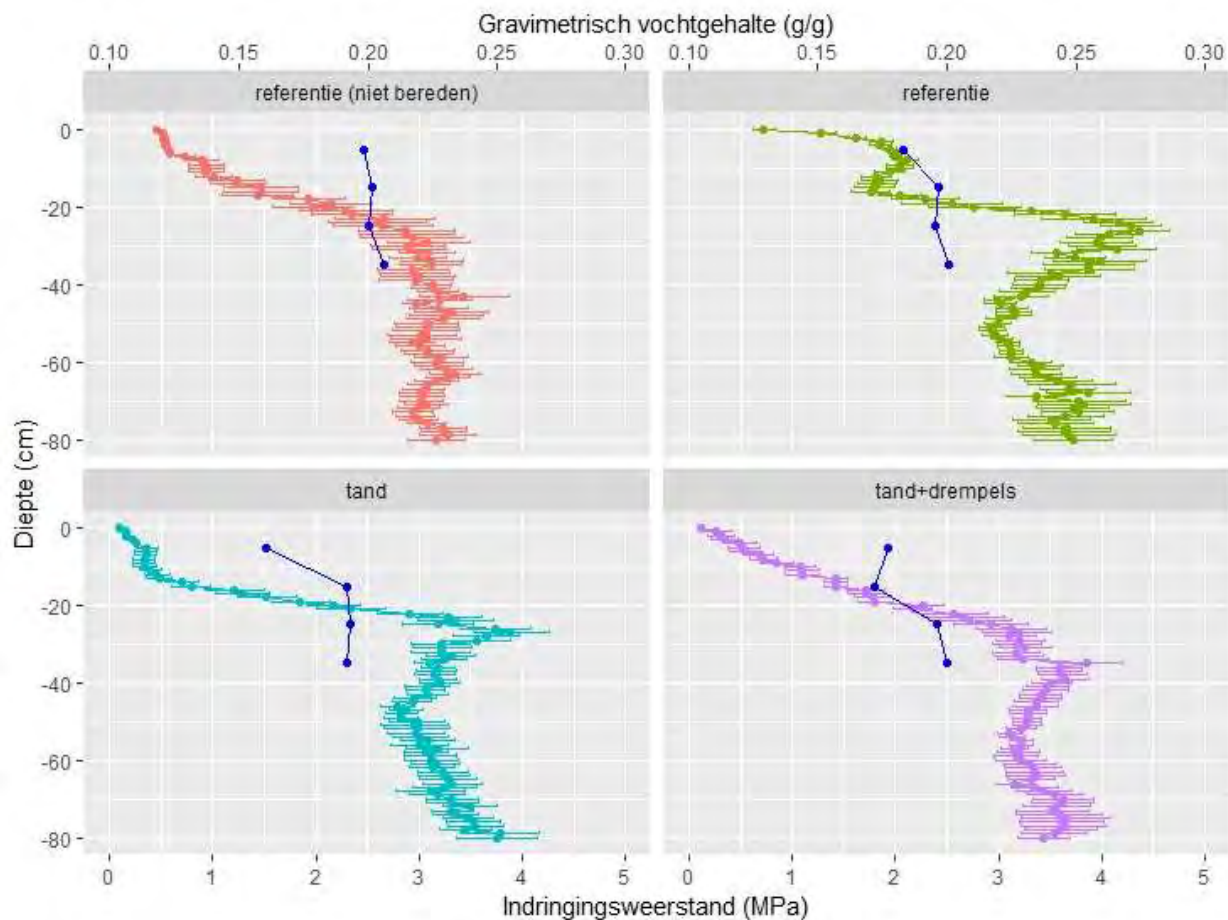 Gravimetrisch vochtgehalte (g/g)
0.10 0.15 0.20 0.25 0.30 0.10 0.15 0.20 0.25 0.30
referentie (niet bereden) referentie
0
-20
-40
-60
-80
Diepte (cm)
tand tand+drempels
0
-20
-40
-60
-80
0 1 2 3 4 5 0 1 2 3 4 5
Indringingsweerstand (MPa)